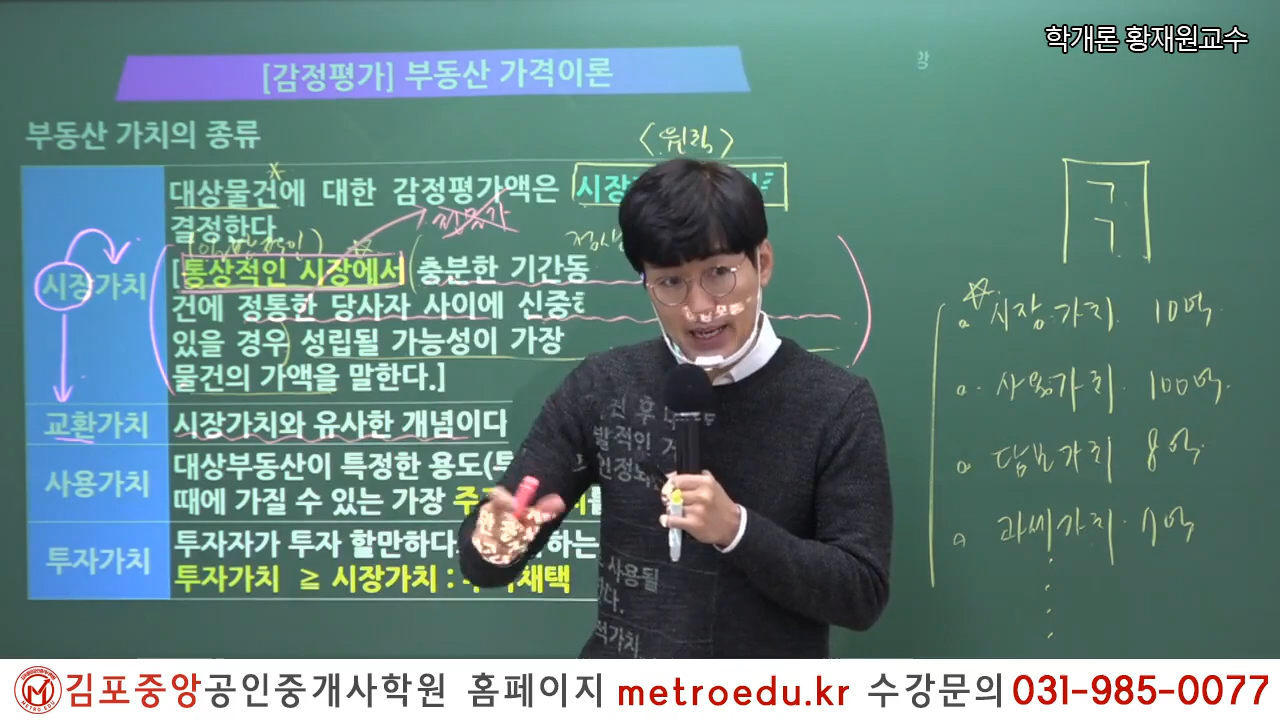 학개론 황재원교수
[감정평가] 부동산 가격이론
부동산 가치의 종류
<원칙>
대상물건에 대한 감정평가액은 시장
결정한다
시장가치
[통상적인 시장에서 충분한 기간동
건에 정통한 당사자 사이에 신중히
있을 경우 성립될 가능성이 가장
물건의 가액을 말한다.]
교환가치
시장가치와 유사한 개념이다
사용가치
대상부동산이 특정한 용도(투
때에 가질 수 있는 가장
투자가치
투자자가 투자 할만하다
투자가치 ≧ 시장가치 : 채택
시장가치 10억
사용가치 100억
담보가치 8억
과세가치 7억
사용될
김포중앙공인중개사학원 홈페이지 metroedu.kr 수강문의 031-985-0077
METRO EDU